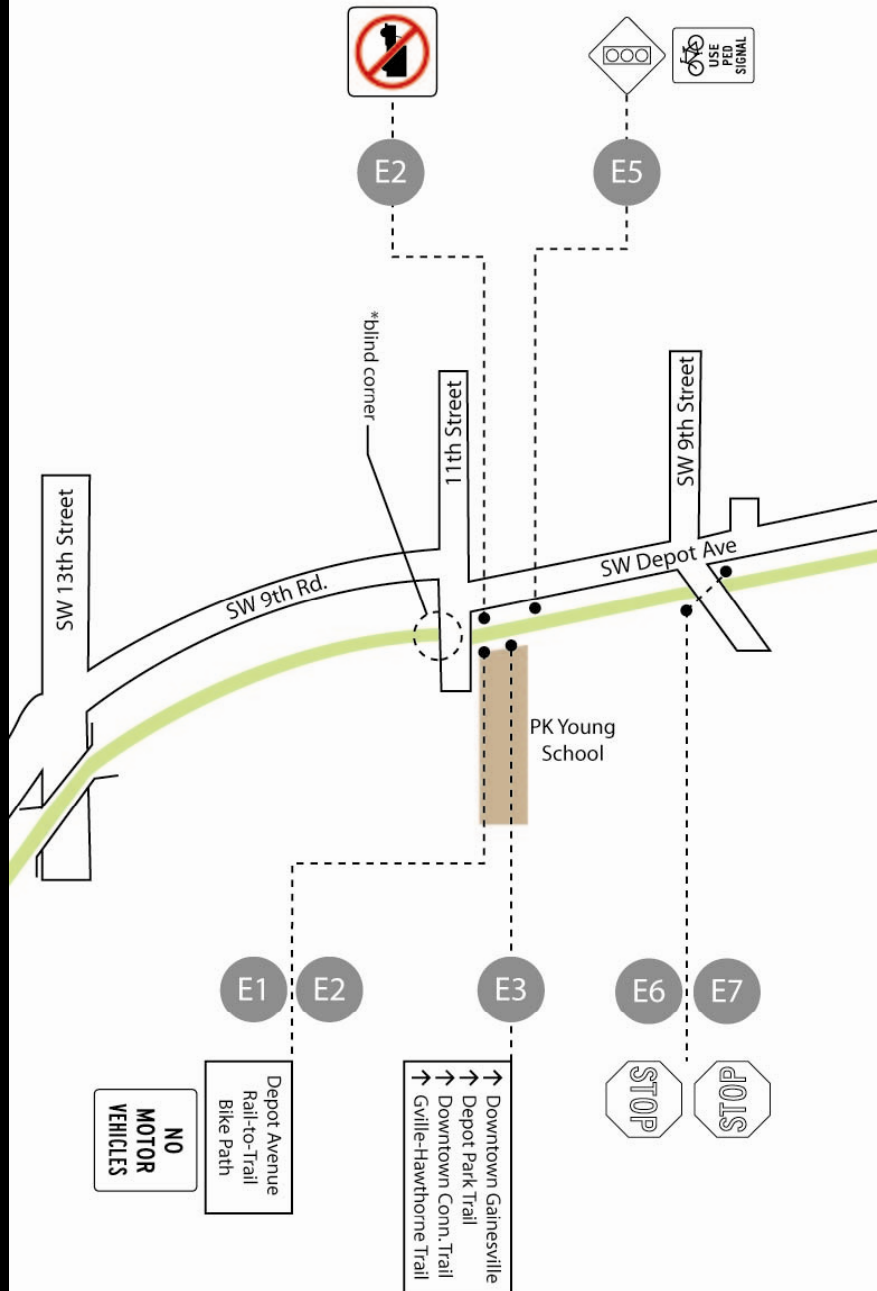 USE
PED
SIGNAL
E2
E5
*blind corner
11th Street
SW 9th Street
SW 13th Street
SW 9th Rd.
SW Depot Ave
PK Young
School
E1
E2
E3
E6
E7
NO
MOTOR
VEHICLES
Depot Avenue
Rail-to-Trail
Bike Path
↑ Downtown Gainesville
↑ Depot Park Trail
↑ Downtown Conn. Trail
↑ Gville-Hawthorne Trail
STOP
STOP